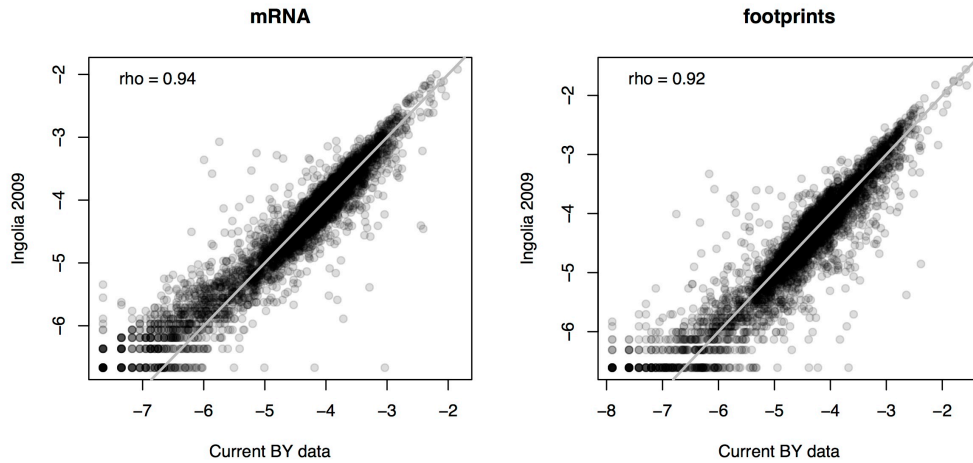 mRNA
rho = 0.94
Ingolia 2009
−2
−3
−4
−5
−6
−7 −6 −5 −4 −3 −2
Current BY data
footprints
rho = 0.92
Ingolia 2009
−2
−3
−4
−5
−6
−8 −7 −6 −5 −4 −3 −2
Current BY data